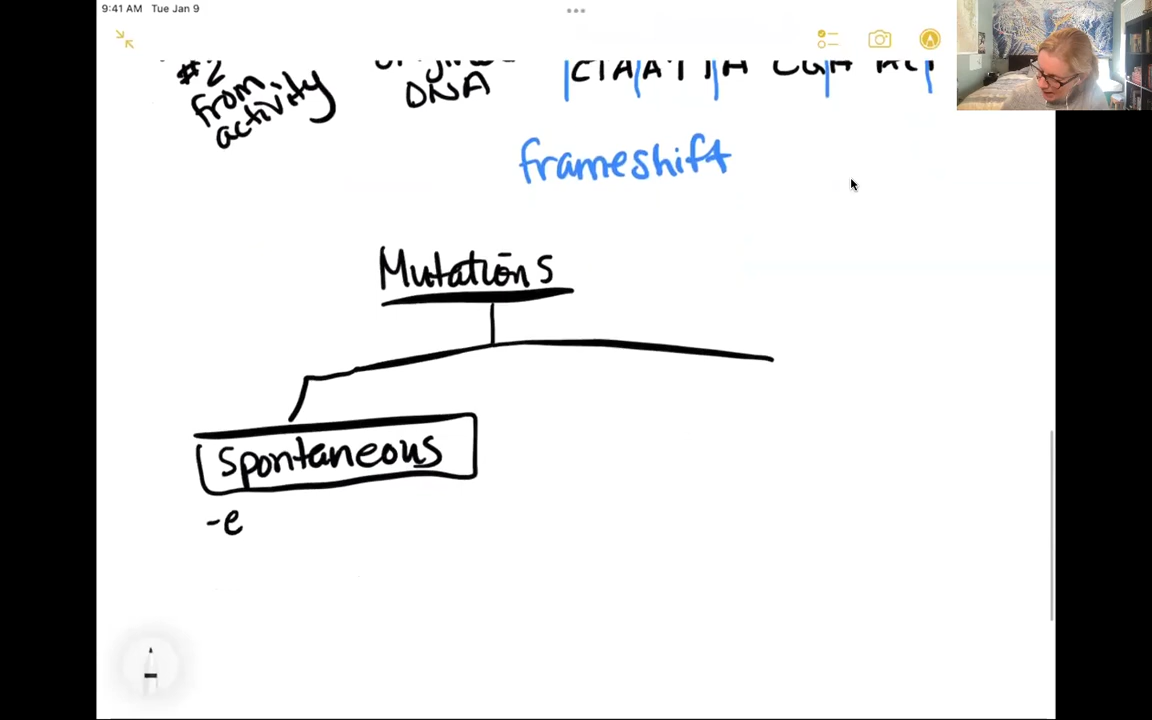 9:41 AM Tue Jan 9
#2
from
activity
DNA
frameshift
Mutations
Spontaneous
-e